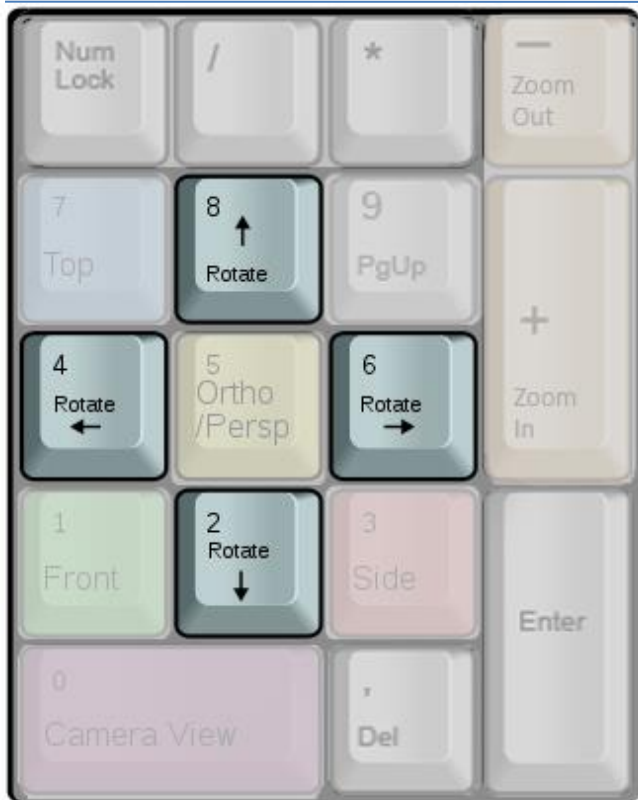 Num
Lock
/
*
—
Zoom
Out
7
Top
8
↑
Rotate
9
PgUp
+
Zoom
In
4
Rotate
←
5
Ortho
/Persp
6
Rotate
→
1
Front
2
Rotate
↓
3
Side
Enter
0
Camera View
,
Del